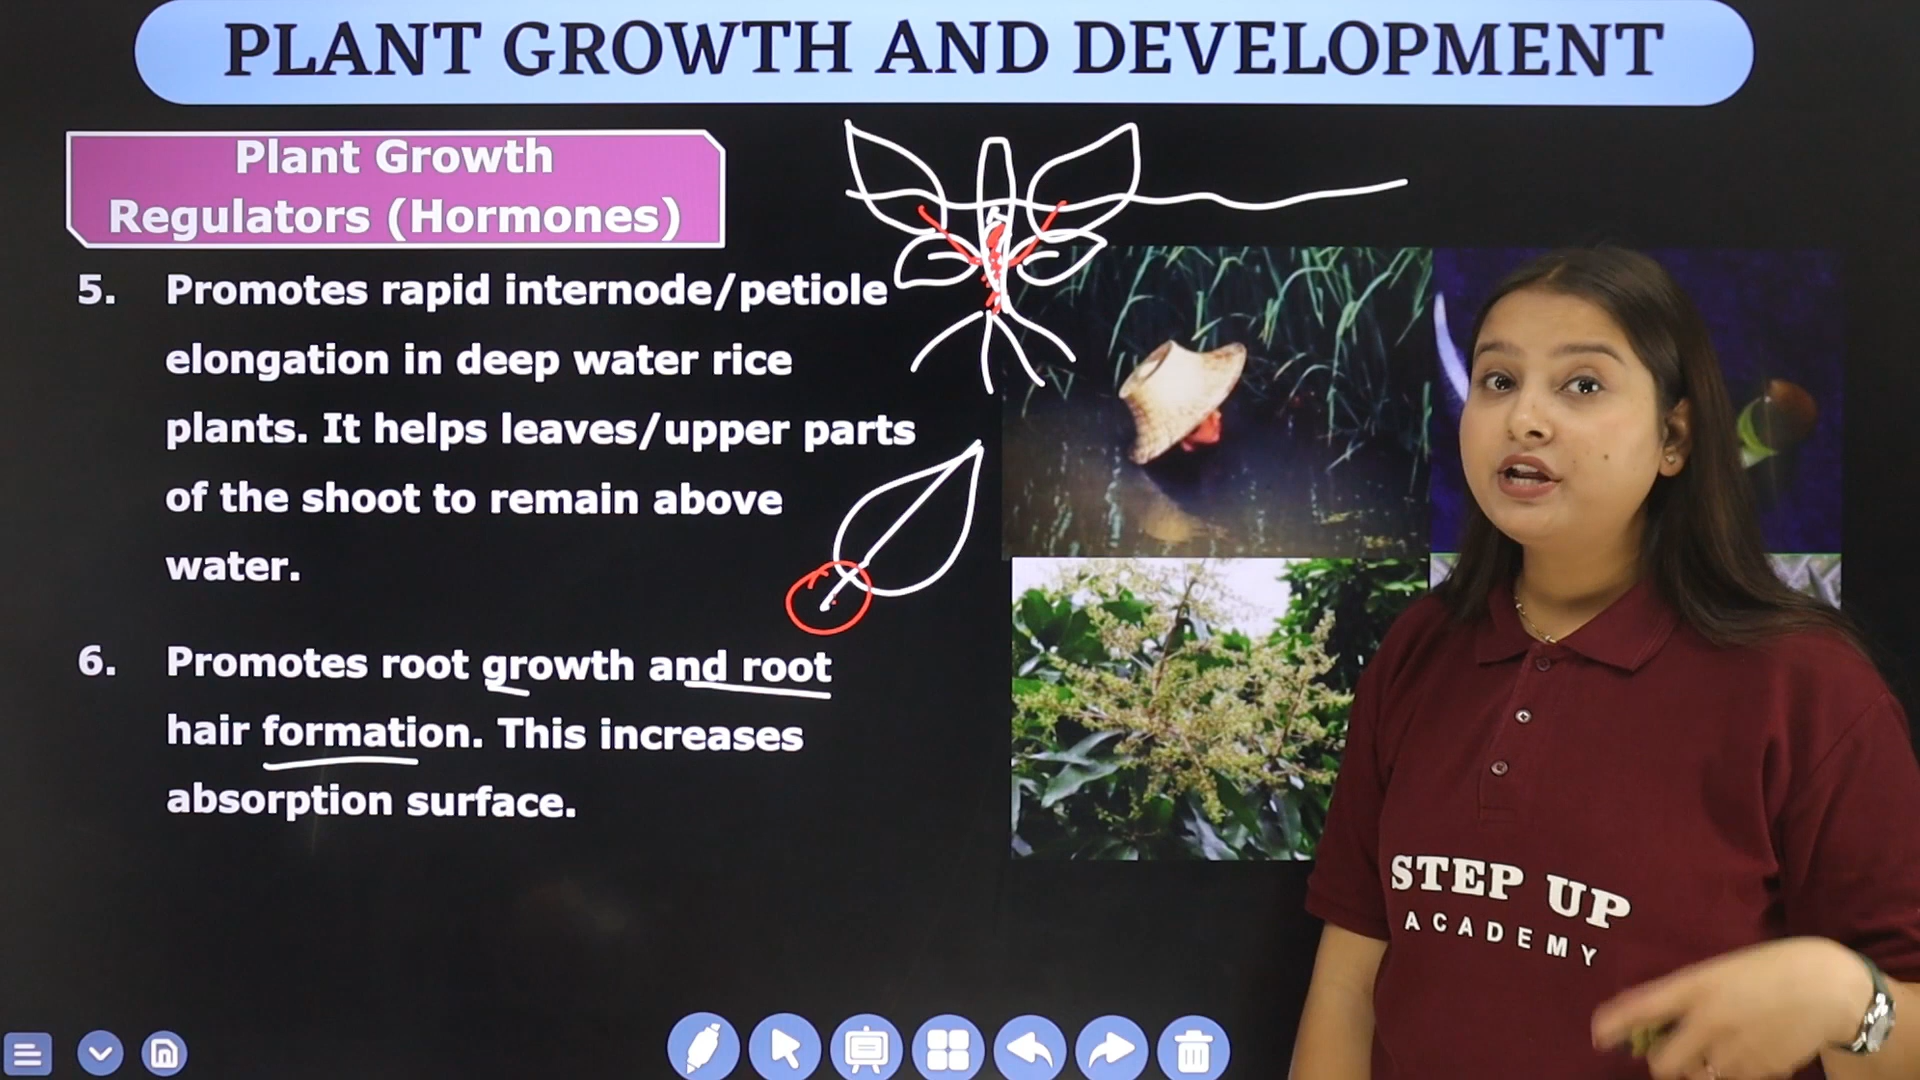 PLANT GROWTH AND DEVELOPMENT
Plant Growth
Regulators (Hormones)
5. Promotes rapid internode/petiole
elongation in deep water rice
plants. It helps leaves/upper parts
of the shoot to remain above
water.
6. Promotes root growth and root
hair formation. This increases
absorption surface.
STEP UP
ACADEMY